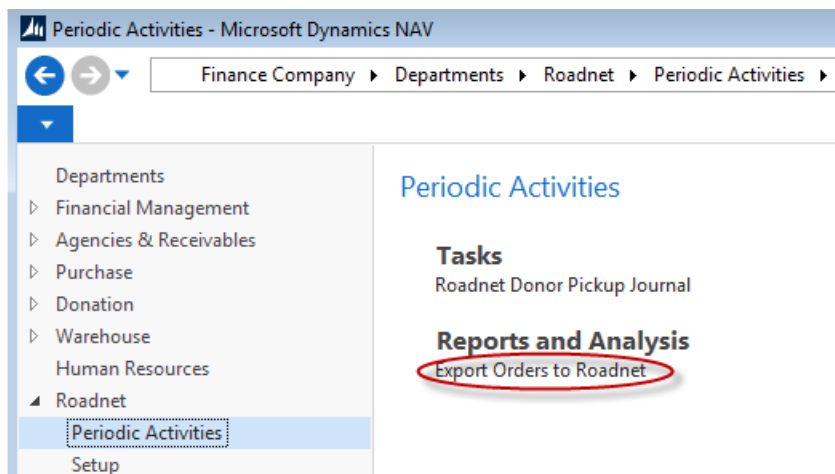 Periodic Activities - Microsoft Dynamics NAV
Finance Company Departments Roadnet Periodic Activities
Departments
Financial Management
Agencies & Receivables
Purchase
Donation
Warehouse
Human Resources
Roadnet
Periodic Activities
Setup
Periodic Activities
Tasks
Roadnet Donor Pickup Journal
Reports and Analysis
Export Orders to Roadnet